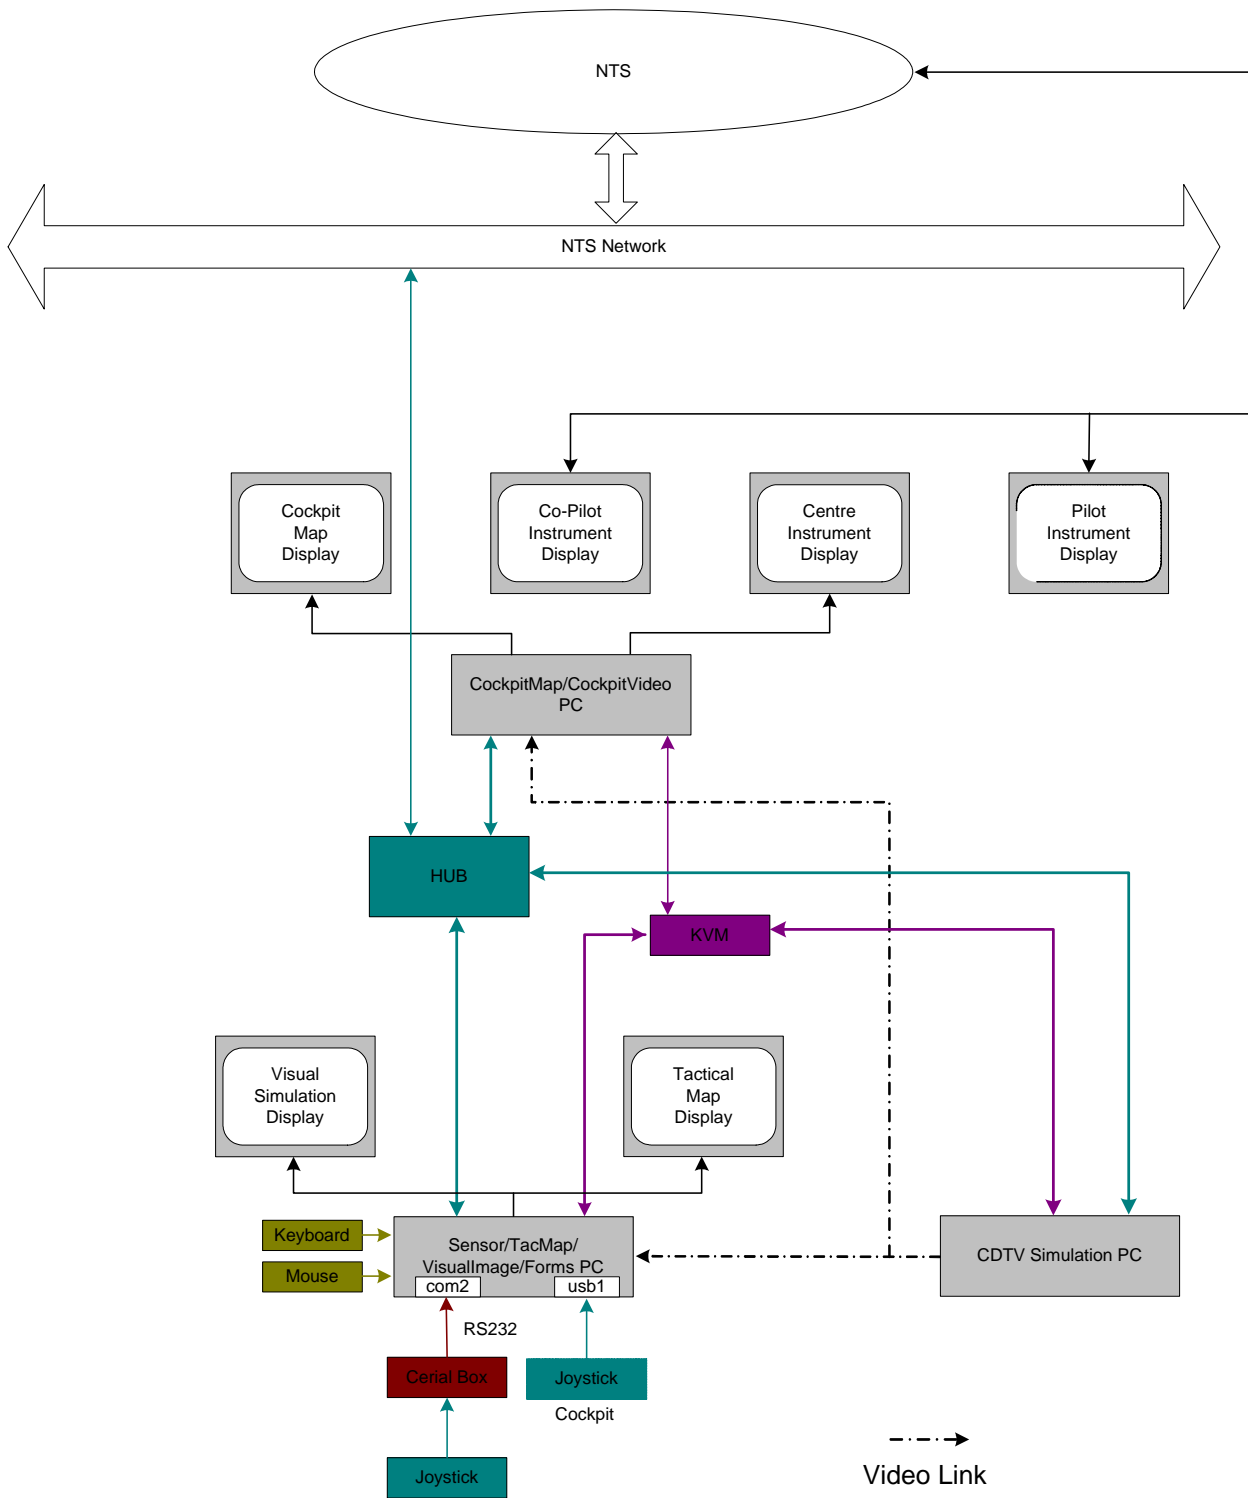 NTS
NTS Network
Cockpit
Map
Display
Co-Pilot
Instrument
Display
Centre
Instrument
Display
Pilot
Instrument
Display
CockpitMap/CockpitVideo
PC
HUB
KVM
Visual
Simulation
Display
Tactical
Map
Display
Keyboard
Mouse
Sensor/TacMap/
VisualImage/Forms PC
com2
usb1
CDTV Simulation PC
RS232
Cerial Box
Joystick
Cockpit
Joystick
Video Link